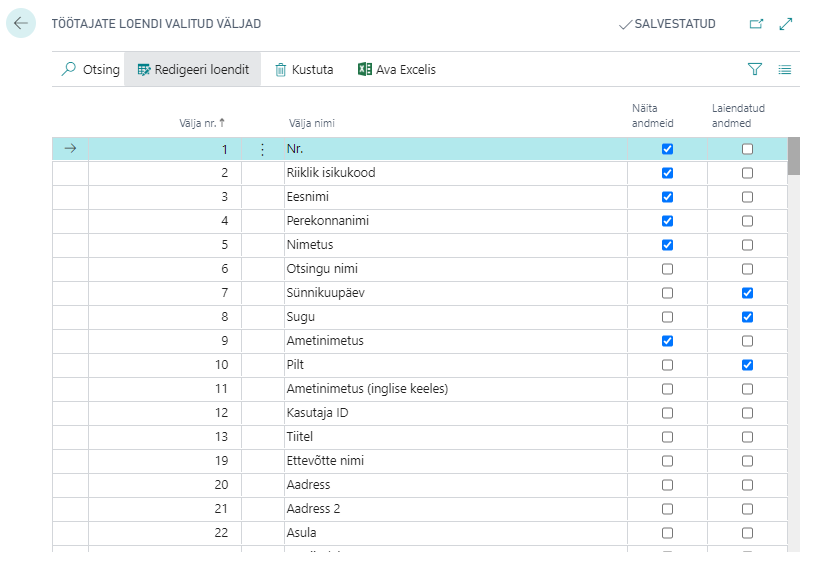 TÖÖTAJATE LOENDI VALITUD VÄLJAD
SALVESTATUD
Otsing
Redigeeri loendit
Kustuta
Ava Excelis
Välja nr. ↑
Välja nimi
Näita andmeid
Laiendatud andmed
1 Nr.
2 Riiklik isikukood
3 Eesnimi
4 Perekonnanimi
5 Nimetus
6 Otsingu nimi
7 Sünnikuupäev
8 Sugu
9 Ametinimetus
10 Pilt
11 Ametinimetus (inglise keeles)
12 Kasutaja ID
13 Tiitel
19 Ettevõtte nimi
20 Aadress
21 Aadress 2
22 Asula